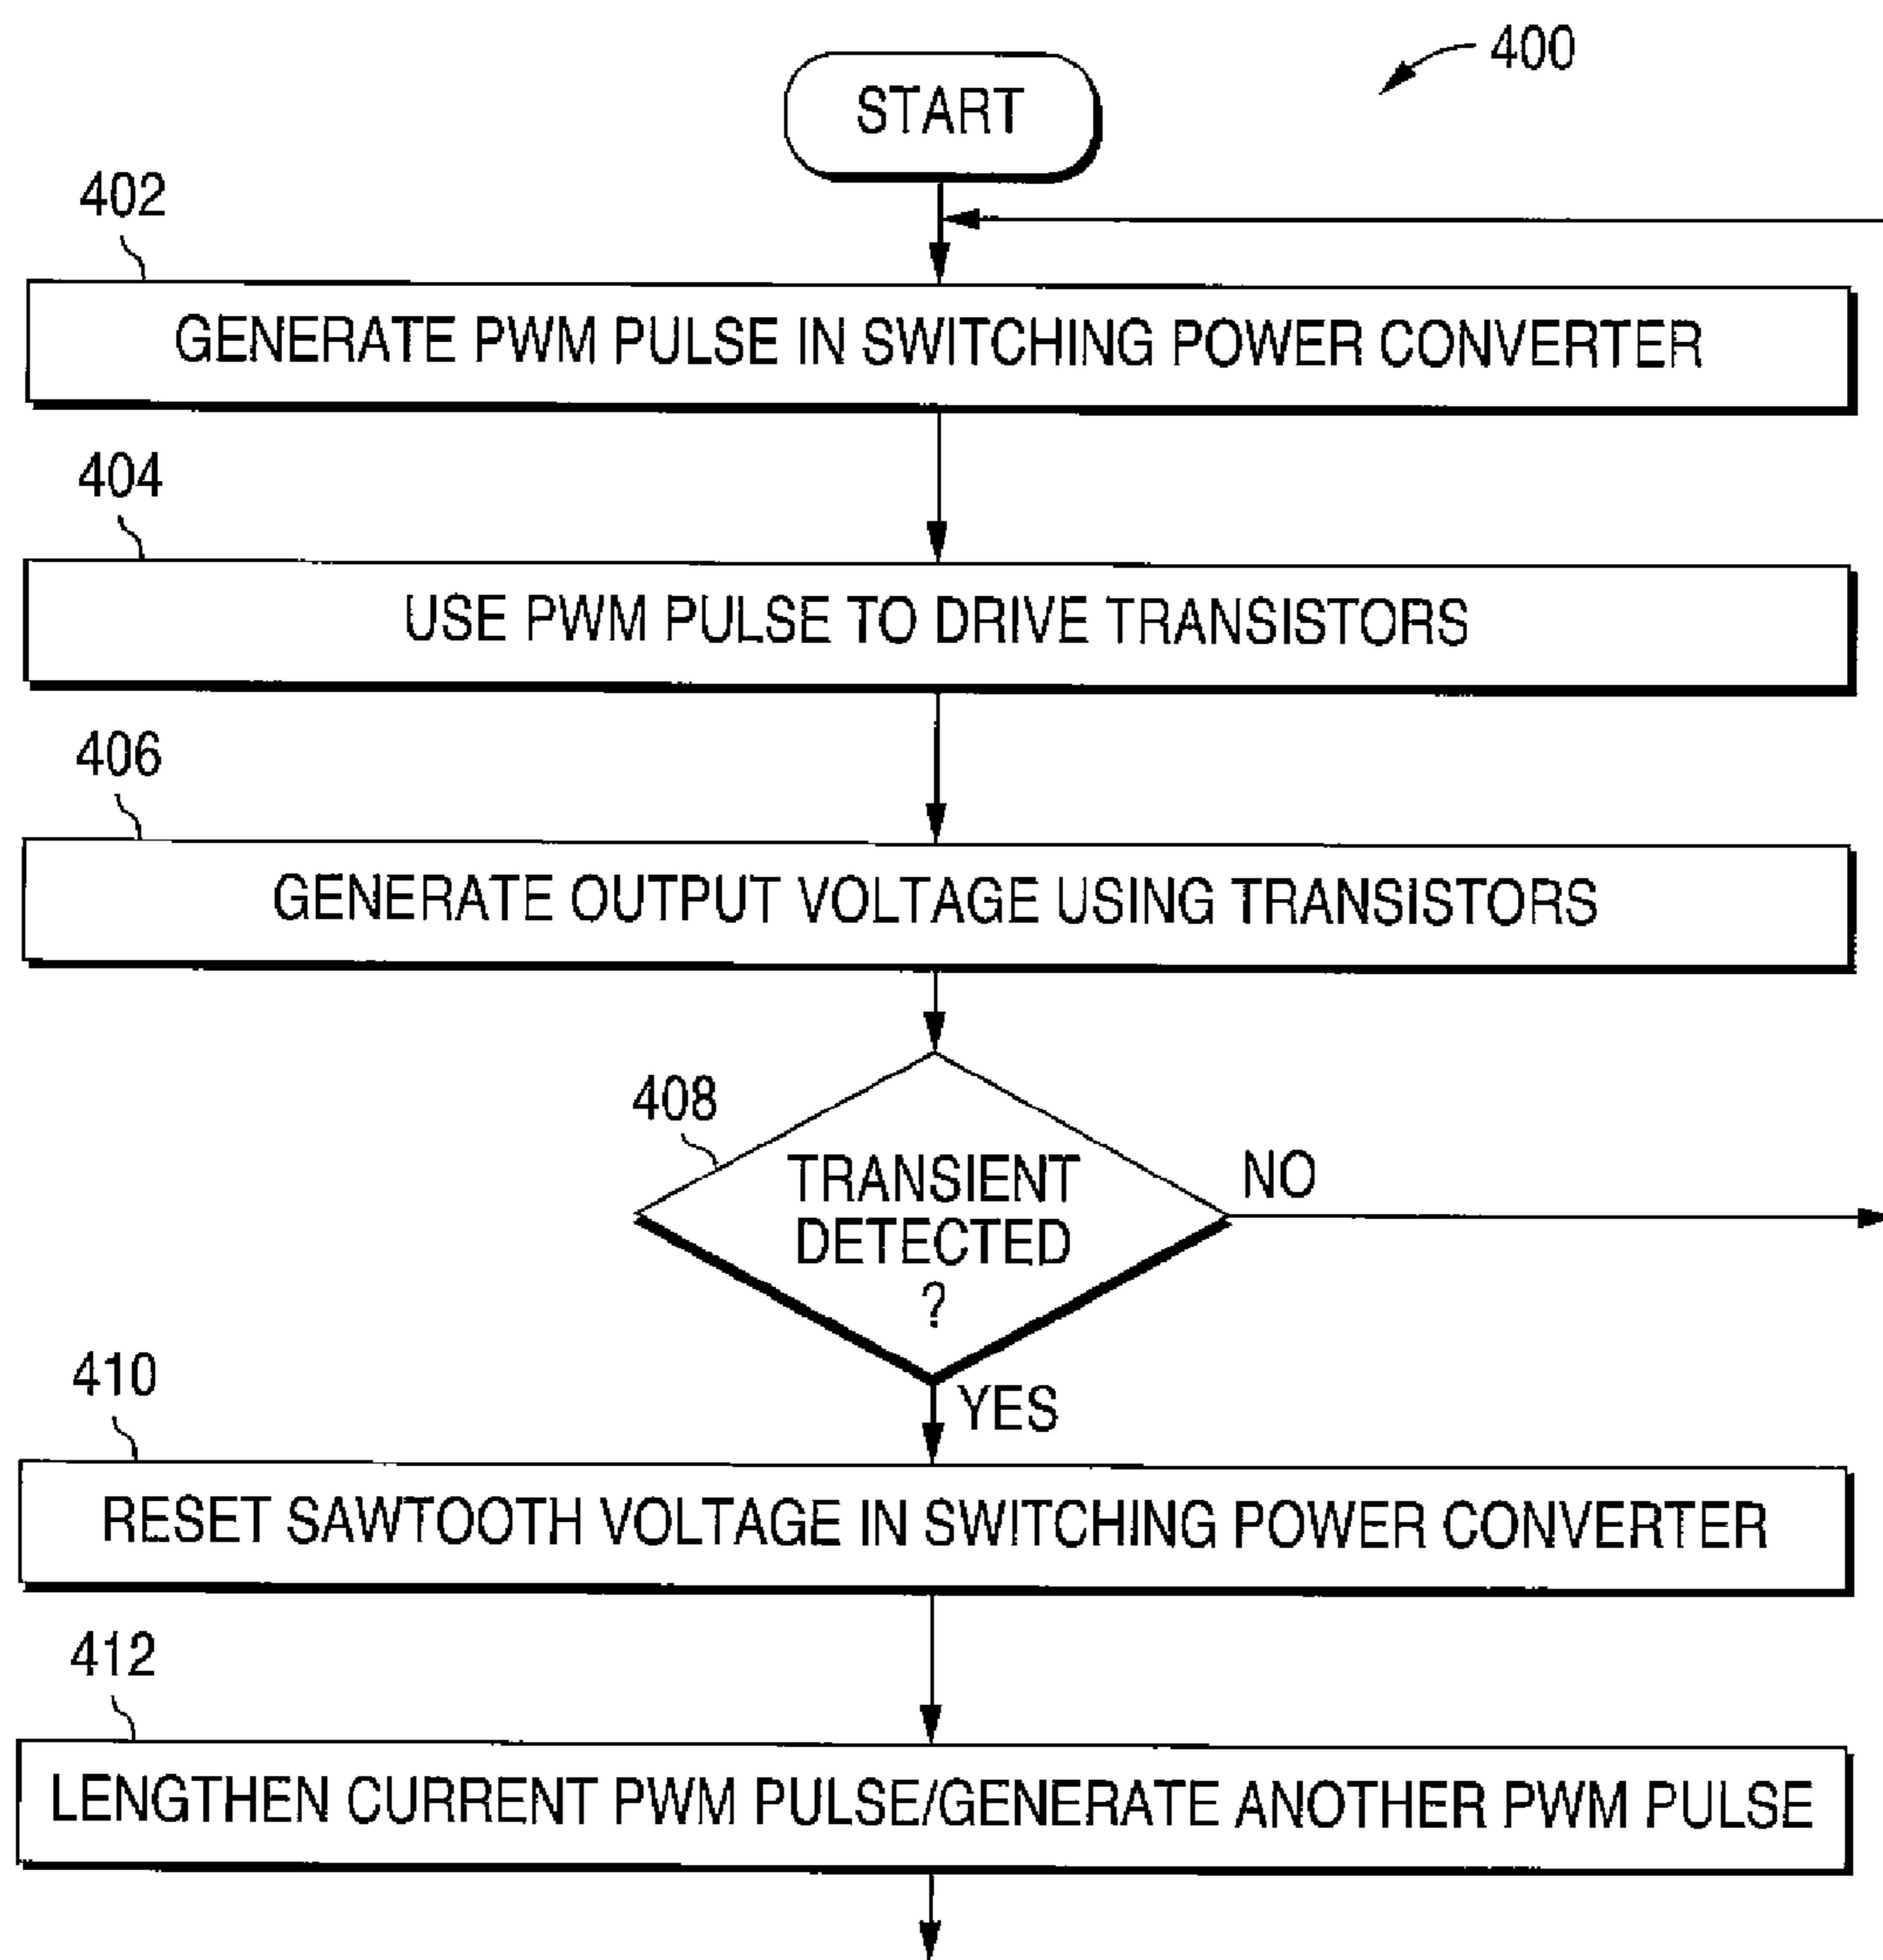 400
START
402
GENERATE PWM PULSE IN SWITCHING POWER CONVERTER
404
USE PWM PULSE TO DRIVE TRANSISTORS
406
GENERATE OUTPUT VOLTAGE USING TRANSISTORS
408
TRANSIENT
DETECTED
?
NO
YES
410
RESET SAWTOOTH VOLTAGE IN SWITCHING POWER CONVERTER
412
LENGTHEN CURRENT PWM PULSE/GENERATE ANOTHER PWM PULSE